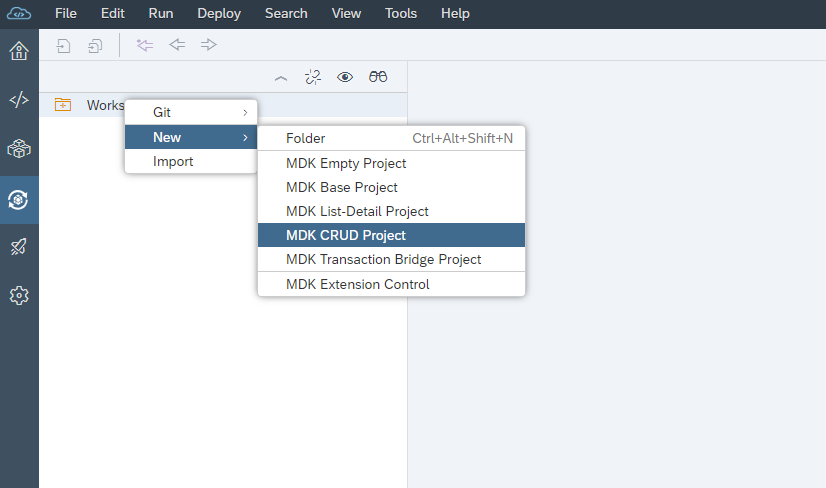 File Edit Run Deploy Search View Tools Help
Works
Git
New
Import
Folder Ctrl+Alt+Shift+N
MDK Empty Project
MDK Base Project
MDK List-Detail Project
MDK CRUD Project
MDK Transaction Bridge Project
MDK Extension Control